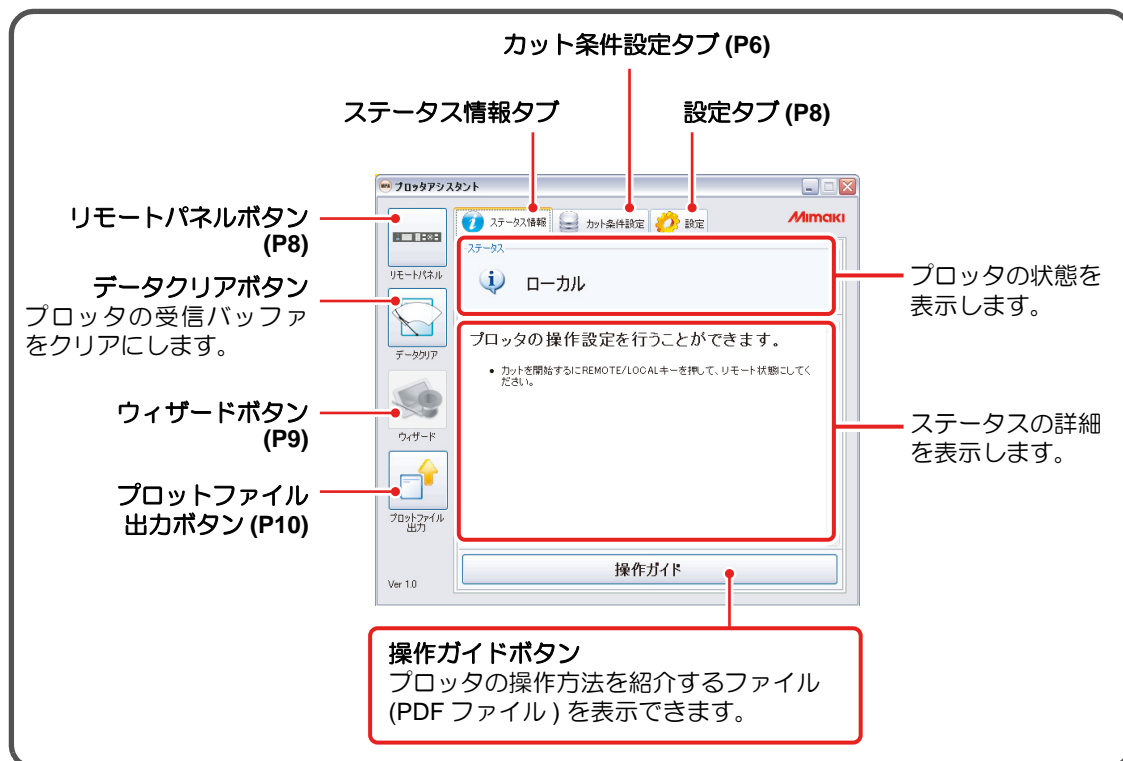 カット条件設定タブ (P6)
ステータス情報タブ
設定タブ (P8)
リモートパネルボタン
(P8)
データクリアボタン
プロッタの受信バッファ
をクリアにします。
ウィザードボタン
(P9)
プロットファイル
出力ボタン (P10)
プロッタアシスタント
ステータス情報
カット条件設定
設定
Mimaki
リモートパネル
データクリア
ウィザード
プロットファイル
出力
Ver 1.0
ステータス
ローカル
プロッタの操作設定を行うことができます。
• カットを開始するにREMOTE/LOCALキーを押して、リモート状態にしてく
ださい。
操作ガイド
プロッタの状態を
表示します。
ステータスの詳細
を表示します。
操作ガイドボタン
プロッタの操作方法を紹介するファイル
(PDF ファイル ) を表示できます。